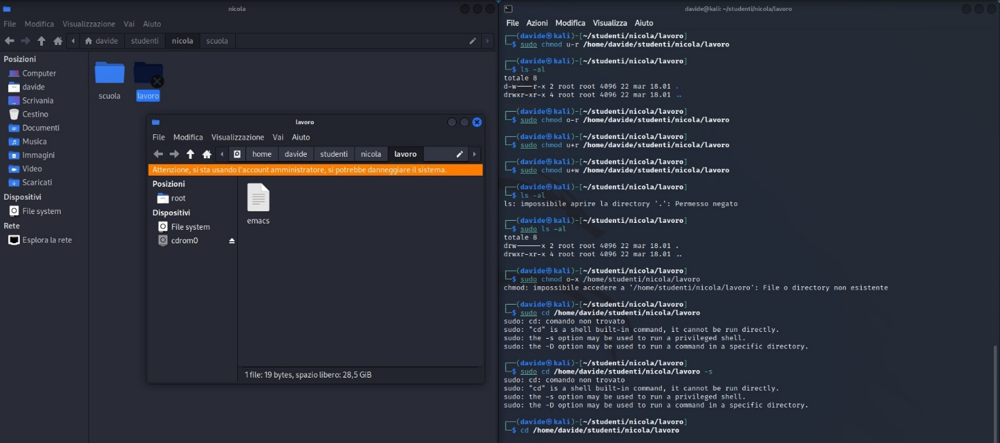 nicola
File Modifica Visualizzazione Vai Aiuto
davide studenti nicola scuola
Posizioni
Computer
davide
Scrivania
Cestino
Documenti
Musica
Immagini
Video
Scaricati
Dispositivi
File system
Rete
Esplora la rete
scuola
lavoro
lavoro
File Modifica Visualizzazione Vai Aiuto
home davide studenti nicola lavoro
Attenzione, si sta usando l'account amministratore, si potrebbe danneggiare il sistema.
Posizioni
root
Dispositivi
File system
cdrom0
emacs
1 file: 19 bytes, spazio libero: 28,5 GiB
davide@kali: ~/studenti/nicola/lavoro
File Azioni Modifica Visualizza Aiuto
┌──(davide㉿kali)-[~/studenti/nicola/lavoro]
└─$ sudo chmod u-r /home/davide/studenti/nicola/lavoro
┌──(davide㉿kali)-[~/studenti/nicola/lavoro]
└─$ ls -al
totale 8
d-w----r-x 2 root root 4096 22 mar 18.01 .
drwxr-xr-x 4 root root 4096 22 mar 18.01 ..
┌──(davide㉿kali)-[~/studenti/nicola/lavoro]
└─$ sudo chmod o-r /home/davide/studenti/nicola/lavoro
┌──(davide㉿kali)-[~/studenti/nicola/lavoro]
└─$ sudo chmod u+r /home/davide/studenti/nicola/lavoro
┌──(davide㉿kali)-[~/studenti/nicola/lavoro]
└─$ sudo chmod u+w /home/davide/studenti/nicola/lavoro
┌──(davide㉿kali)-[~/studenti/nicola/lavoro]
└─$ ls -al
ls: impossibile aprire la directory '.': Permesso negato
┌──(davide㉿kali)-[~/studenti/nicola/lavoro]
└─$ sudo ls -al
totale 8
drw------x 2 root root 4096 22 mar 18.01 .
drwxr-xr-x 4 root root 4096 22 mar 18.01 ..
┌──(davide㉿kali)-[~/studenti/nicola/lavoro]
└─$ sudo chmod o-x /home/studenti/nicola/lavoro
chmod: impossibile accedere a '/home/studenti/nicola/lavoro': File o directory non esistente
┌──(davide㉿kali)-[~/studenti/nicola/lavoro]
└─$ sudo cd /home/davide/studenti/nicola/lavoro
sudo: cd: comando non trovato
sudo: "cd" is a shell built-in command, it cannot be run directly.
sudo: the -s option may be used to run a privileged shell.
sudo: the -D option may be used to run a command in a specific directory.
┌──(davide㉿kali)-[~/studenti/nicola/lavoro]
└─$ sudo cd /home/davide/studenti/nicola/lavoro -s
sudo: cd: comando non trovato
sudo: "cd" is a shell built-in command, it cannot be run directly.
sudo: the -s option may be used to run a privileged shell.
sudo: the -D option may be used to run a command in a specific directory.
┌──(davide㉿kali)-[~/studenti/nicola/lavoro]
└─$ cd /home/davide/studenti/nicola/lavoro